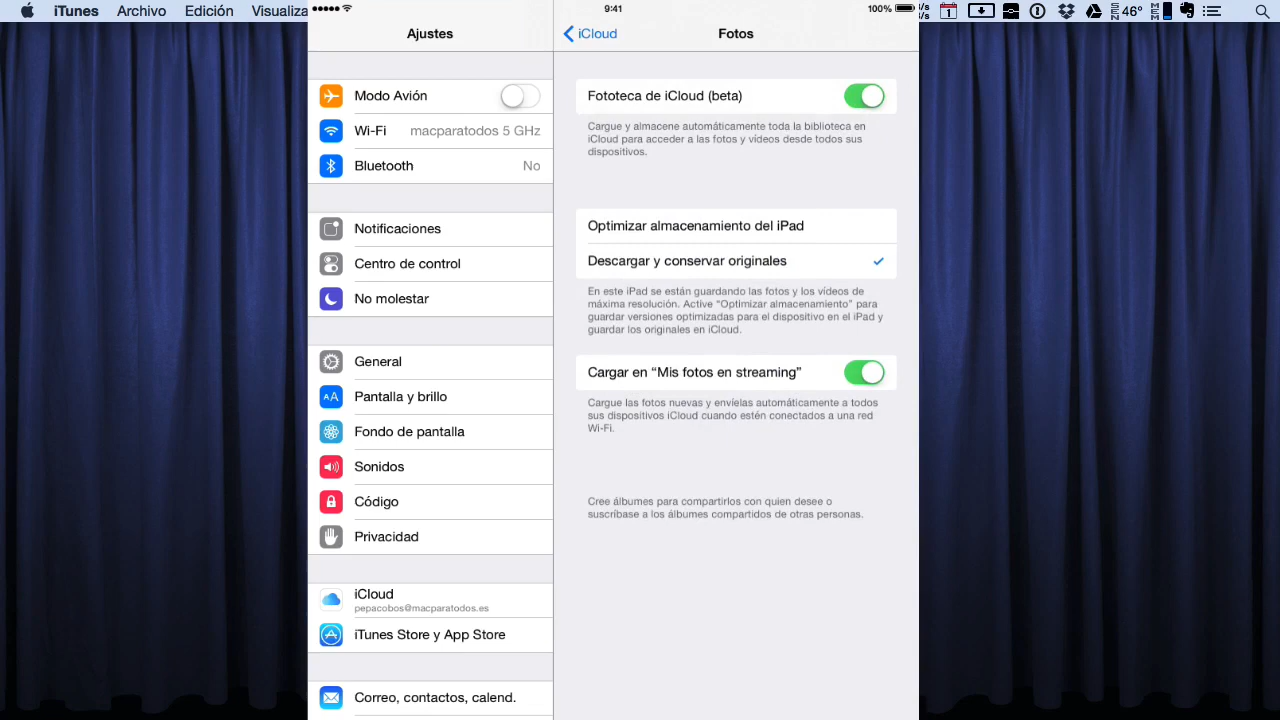 iTunes Archivo Edición Visualiza
1 46°
9:41 100%
Ajustes
iCloud
Fotos
Modo Avión
Wi-Fi macparatodos 5 GHz
Bluetooth No
Notificaciones
Centro de control
No molestar
General
AA Pantalla y brillo
Fondo de pantalla
Sonidos
Código
Privacidad
iCloud
pepacobos@macparatodos.es
iTunes Store y App Store
Correo, contactos, calend.
Fototeca de iCloud (beta)
Cargue y almacene automáticamente toda la biblioteca en
iCloud para acceder a las fotos y vídeos desde todos sus
dispositivos.
Optimizar almacenamiento del iPad
Descargar y conservar originales
En este iPad se están guardando las fotos y los vídeos de
máxima resolución. Active “Optimizar almacenamiento” para
guardar versiones optimizadas para el dispositivo en el iPad y
guardar los originales en iCloud.
Cargar en “Mis fotos en streaming”
Cargue las fotos nuevas y envíelas automáticamente a todos
sus dispositivos iCloud cuando estén conectados a una red
Wi-Fi.
Cree álbumes para compartirlos con quien desee o
suscríbase a los álbumes compartidos de otras personas.